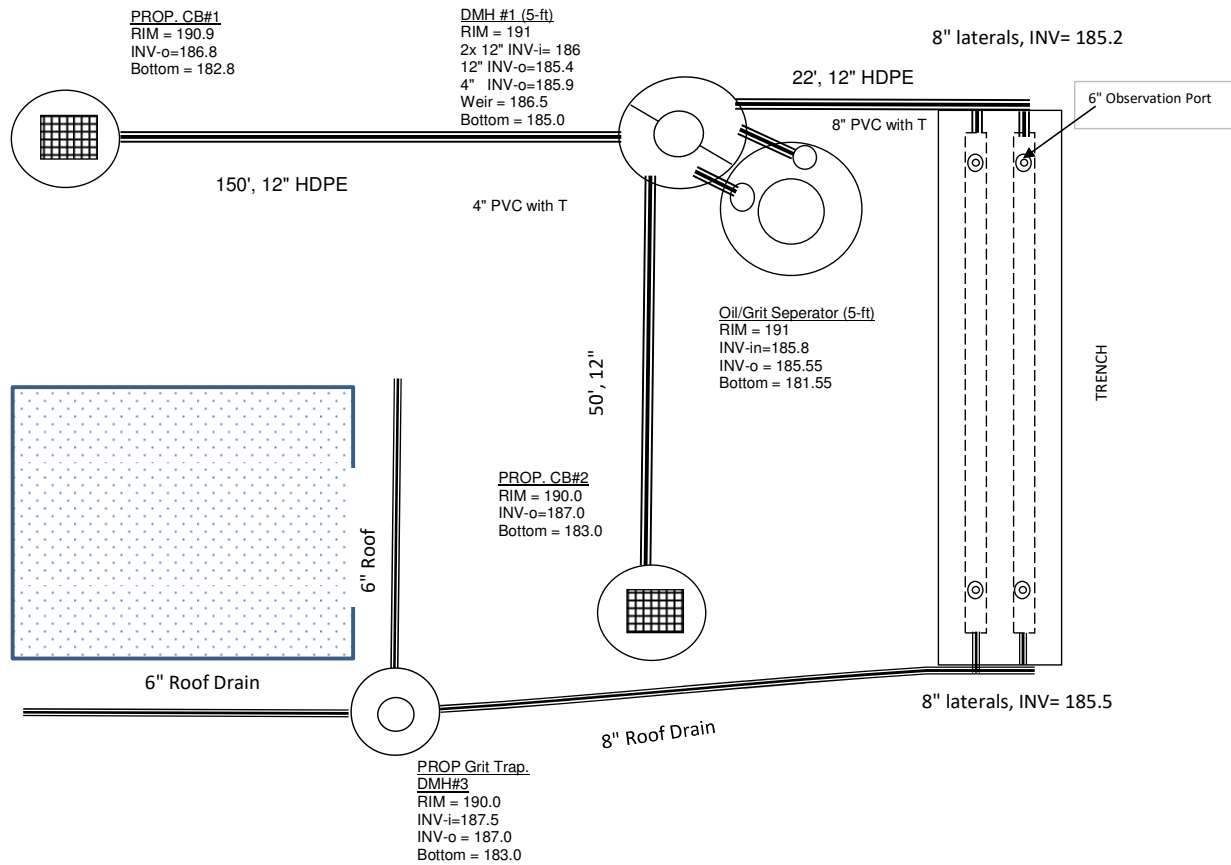 PROP. CB#1
RIM = 190.9
INV-o=186.8
Bottom = 182.8
DMH #1 (5-ft)
RIM = 191
2x 12" INV-i= 186
12" INV-o=185.4
4" INV-o=185.9
Weir = 186.5
Bottom = 185.0
8" laterals, INV= 185.2
22', 12" HDPE
6" Observation Port
8" PVC with T
150', 12" HDPE
4" PVC with T
Oil/Grit Seperator (5-ft)
RIM = 191
INV-in=185.8
INV-o = 185.55
Bottom = 181.55
TRENCH
50', 12"
PROP. CB#2
RIM = 190.0
INV-o=187.0
Bottom = 183.0
6" Roof
6" Roof Drain
8" Roof Drain
8" laterals, INV= 185.5
PROP Grit Trap.
DMH#3
RIM = 190.0
INV-i=187.5
INV-o = 187.0
Bottom = 183.0